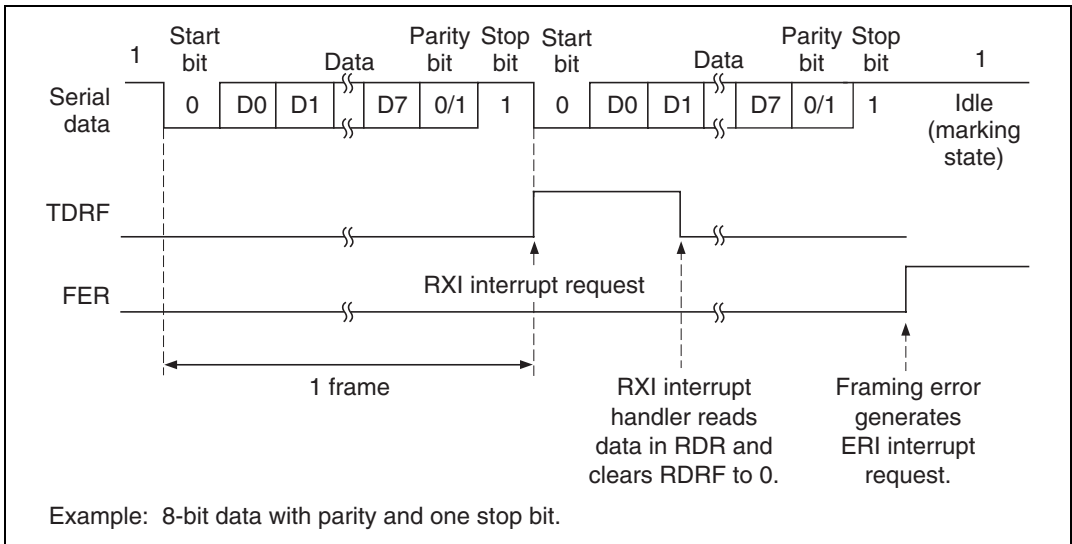 1
Start bit
Data
Parity bit
Stop bit
Start bit
Data
Parity bit
Stop bit
1
Serial data
0
D0
D1
D7
0/1
1
0
D0
D1
D7
0/1
1
Idle
(marking
state)
TDRF
RXI interrupt request
FER
1 frame
RXI interrupt
handler reads
data in RDR and
clears RDRF to 0.
Framing error
generates
ERI interrupt
request.
Example: 8-bit data with parity and one stop bit.